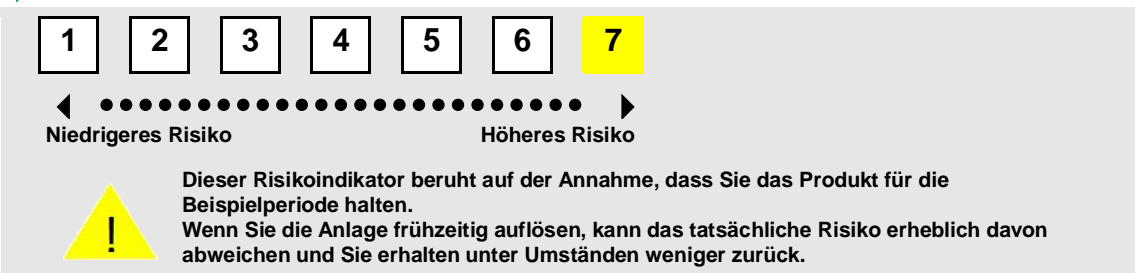 1 2 3 4 5 6 7
Niedrigeres Risiko Höheres Risiko
Dieser Risikoindikator beruht auf der Annahme, dass Sie das Produkt für die
Beispielperiode halten.
Wenn Sie die Anlage frühzeitig auflösen, kann das tatsächliche Risiko erheblich davon
abweichen und Sie erhalten unter Umständen weniger zurück.
!